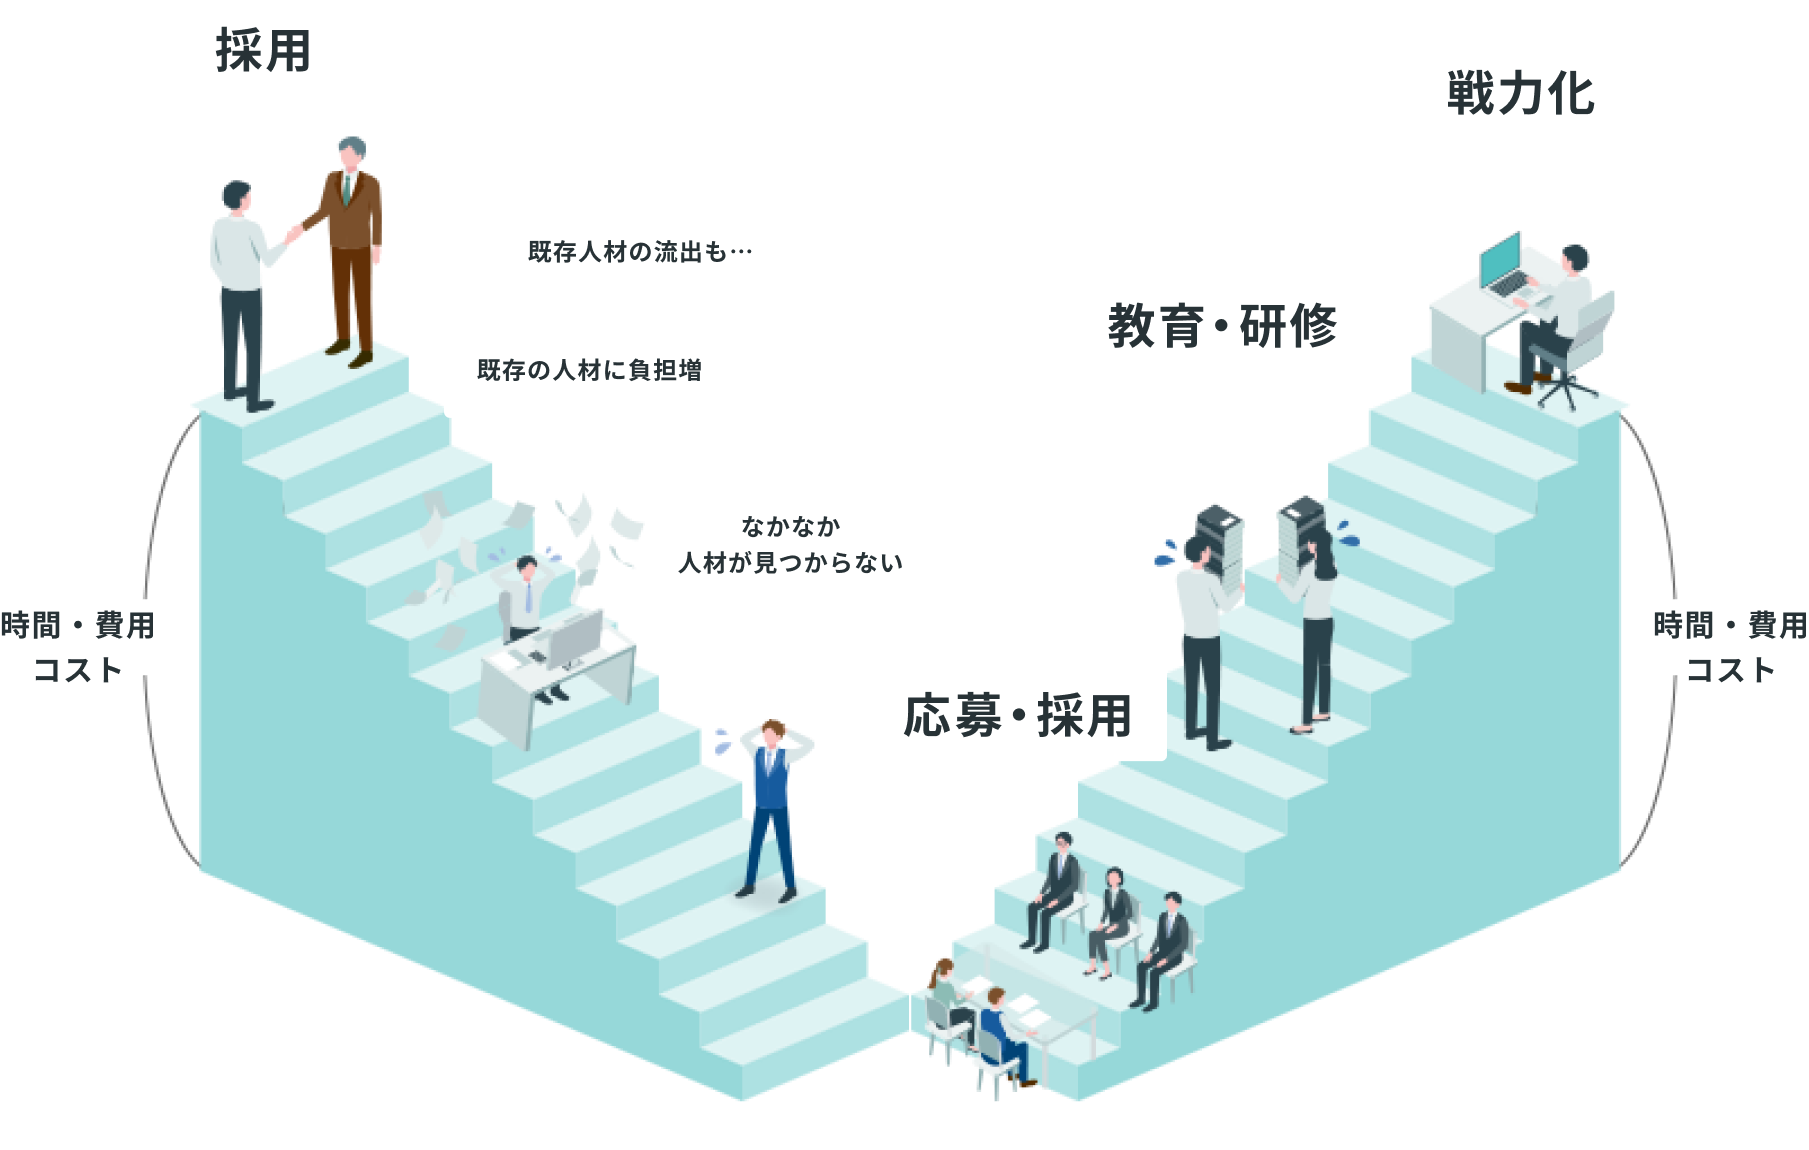 採用
戦力化
既存人材の流出も…
教育・研修
既存の人材に負担増
なかなか
人材が見つからない
時間・費用
コスト
時間・費用
コスト
応募・採用